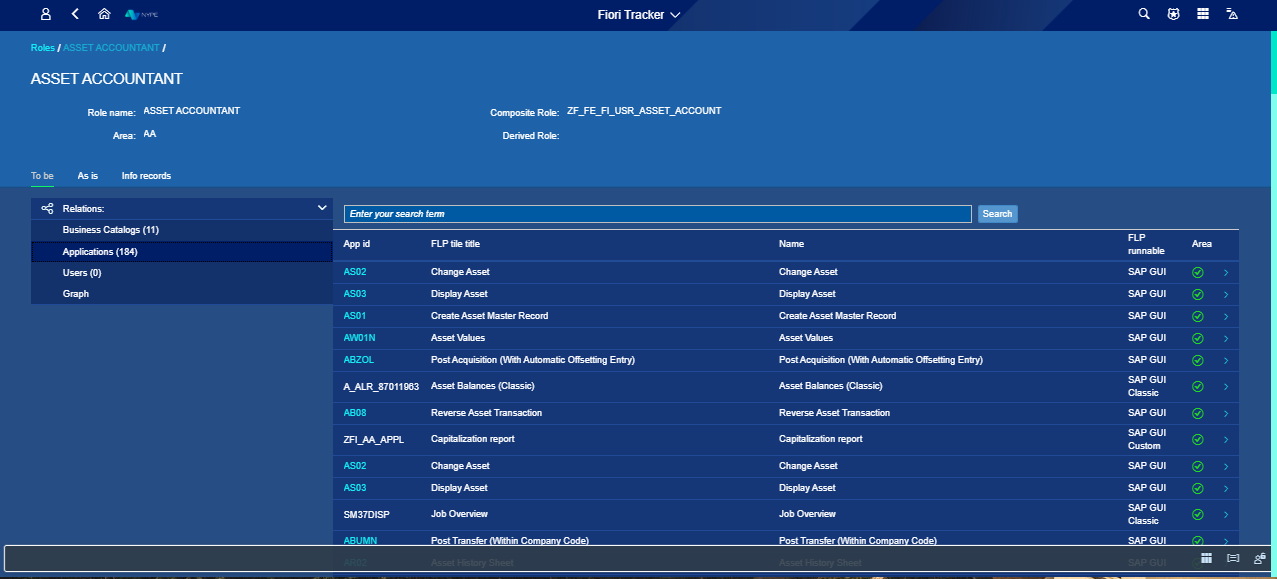 NYPE
Fiori Tracker
Roles / ASSET ACCOUNTANT /
ASSET ACCOUNTANT
Role name: ASSET ACCOUNTANT
Composite Role: ZF_FE_FI_USR_ASSET_ACCOUNT
Area: AA
Derived Role:
To be As is Info records
Relations:
Business Catalogs (11)
Applications (184)
Users (0)
Graph
Enter your search term Search
App id FLP tile title Name FLP runnable Area
AS02 Change Asset Change Asset SAP GUI
AS03 Display Asset Display Asset SAP GUI
AS01 Create Asset Master Record Create Asset Master Record SAP GUI
AW01N Asset Values Asset Values SAP GUI
ABZOL Post Acquisition (With Automatic Offsetting Entry) Post Acquisition (With Automatic Offsetting Entry) SAP GUI
A_ALR_87011963 Asset Balances (Classic) Asset Balances (Classic) SAP GUI Classic
AB08 Reverse Asset Transaction Reverse Asset Transaction SAP GUI
ZFI_AA_APPL Capitalization report Capitalization report SAP GUI Custom
AS02 Change Asset Change Asset SAP GUI
AS03 Display Asset Display Asset SAP GUI
SM37DISP Job Overview Job Overview SAP GUI Classic
ABUMN Post Transfer (Within Company Code) Post Transfer (Within Company Code) SAP GUI
AR02 Asset History Sheet Asset History Sheet SAP GUI